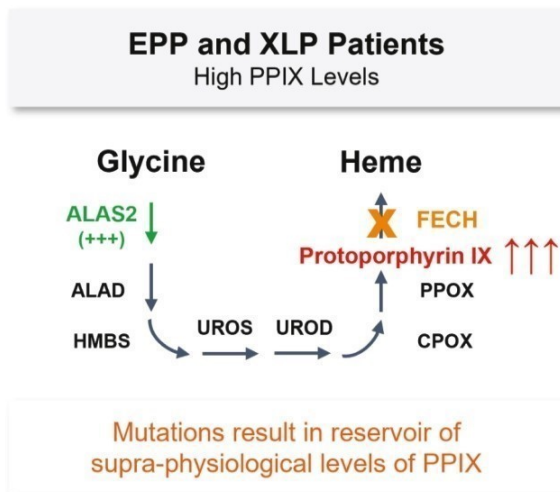 EPP and XLP Patients
High PPIX Levels
Glycine
Heme
ALAS2
(+++)
FECH
Protoporphyrin IX ↑↑↑
ALAD
PPOX
HMBS
UROS
UROD
CPOX
Mutations result in reservoir of
supra-physiological levels of PPIX